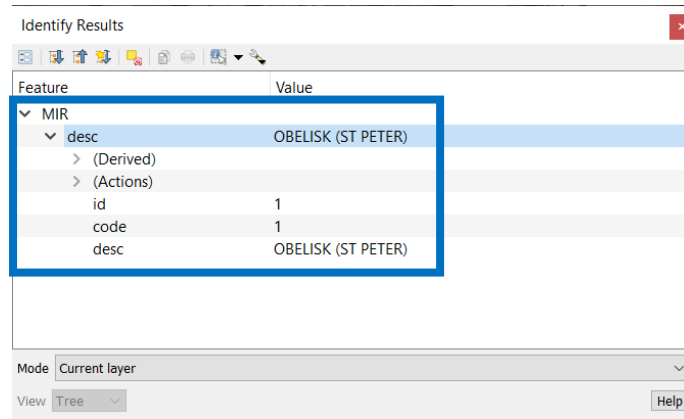 Identify Results
Feature Value
MIR
desc OBELISK (ST PETER)
(Derived)
(Actions)
id 1
code 1
desc OBELISK (ST PETER)
Mode Current layer
View Tree Help